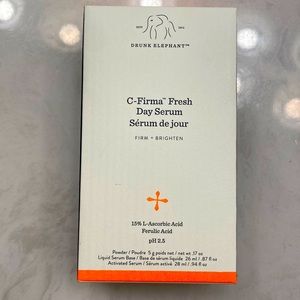 DRUNK ELEPHANT™
C-Firma™ Fresh
Day Serum
Sérum de jour
FIRM + BRIGHTEN
15% L-Ascorbic Acid
Ferulic Acid
pH 2.5
Powder / Poudre 5 g poids net / net wt .17 oz
Liquid Serum Base / Base de sérum liquide 26 ml / .87 fl oz
Activated Serum / Sérum activé 28 ml / .94 fl oz